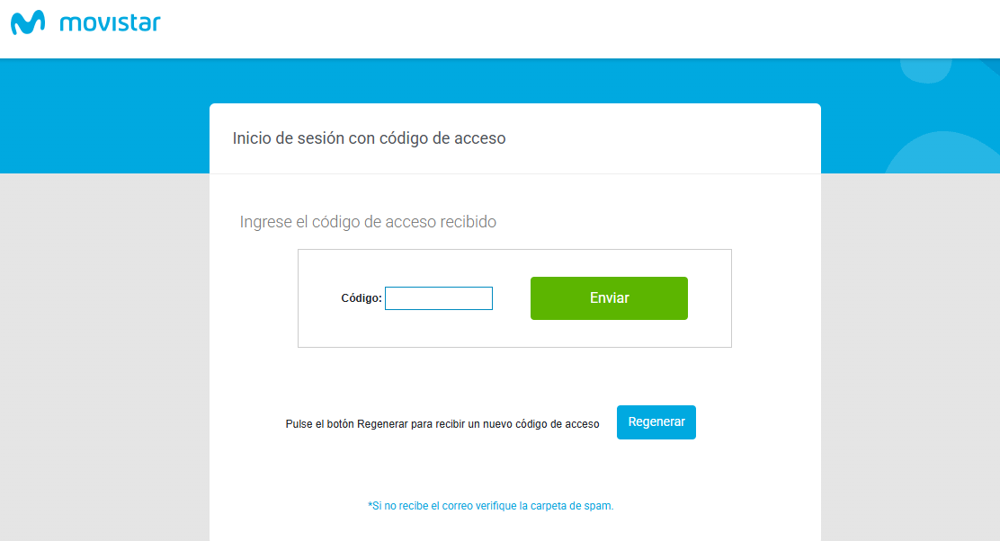 movistar
Inicio de sesión con código de acceso
Ingrese el código de acceso recibido
Código:
Enviar
Pulse el botón Regenerar para recibir un nuevo código de acceso
Regenerar
*Si no recibe el correo verifique la carpeta de spam.